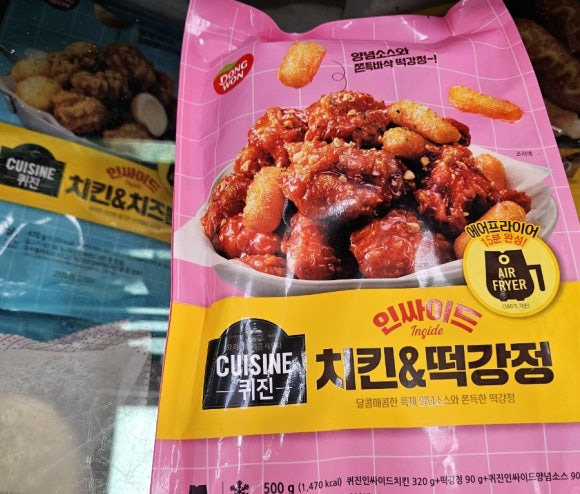 DONG
WON
양념소스와
쫀득바삭 떡강정~!
조리예
에어프라이어
15분 완성!
AIR
FRYER
인싸이드
Inçide
CUISINE
퀴진
치킨&떡강정
달콤매콤한 특제 양념소스와 쫀득한 떡강정
500 g (1,470 kcal) 퀴진인싸이드치킨 320 g+떡강정 90 g+퀴진인싸이드양념소스 90
CUISINE
퀴진
인싸이드
Inçide
치킨&치즈